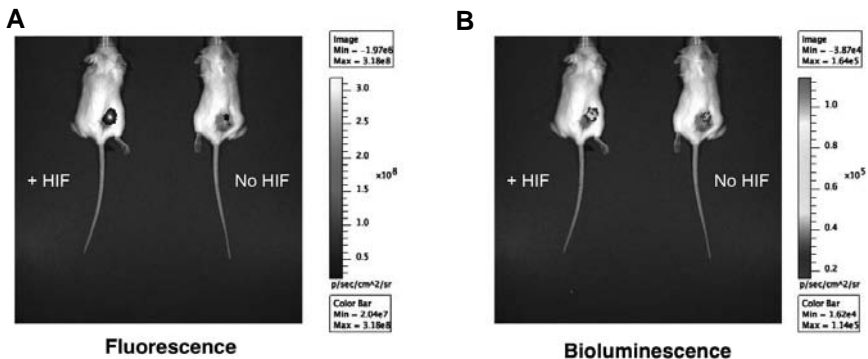 A
Image
Min = -1.97e6
Max = 3.18e8
3.0
2.5
2.0
×10^8
1.5
1.0
0.5
p/sec/cm^2/sr
Color Bar
Min = 2.04e7
Max = 3.18e8
+ HIF
No HIF
Fluorescence
B
Image
Min = -3.87e4
Max = 1.64e5
1.0
0.8
×10^5
0.6
0.4
0.2
p/sec/cm^2/sr
Color Bar
Min = 1.62e4
Max = 1.14e5
+ HIF
No HIF
Bioluminescence